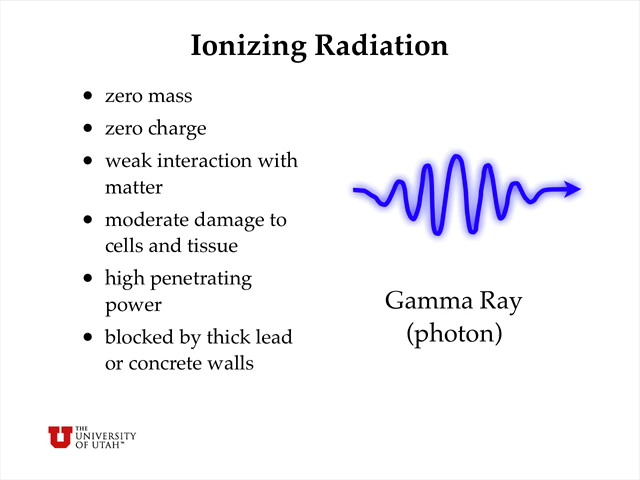 Ionizing Radiation
• zero mass
• zero charge
• weak interaction with
matter
• moderate damage to
cells and tissue
• high penetrating
power
• blocked by thick lead
or concrete walls
Gamma Ray
(photon)
U THE
UNIVERSITY
OF UTAH™